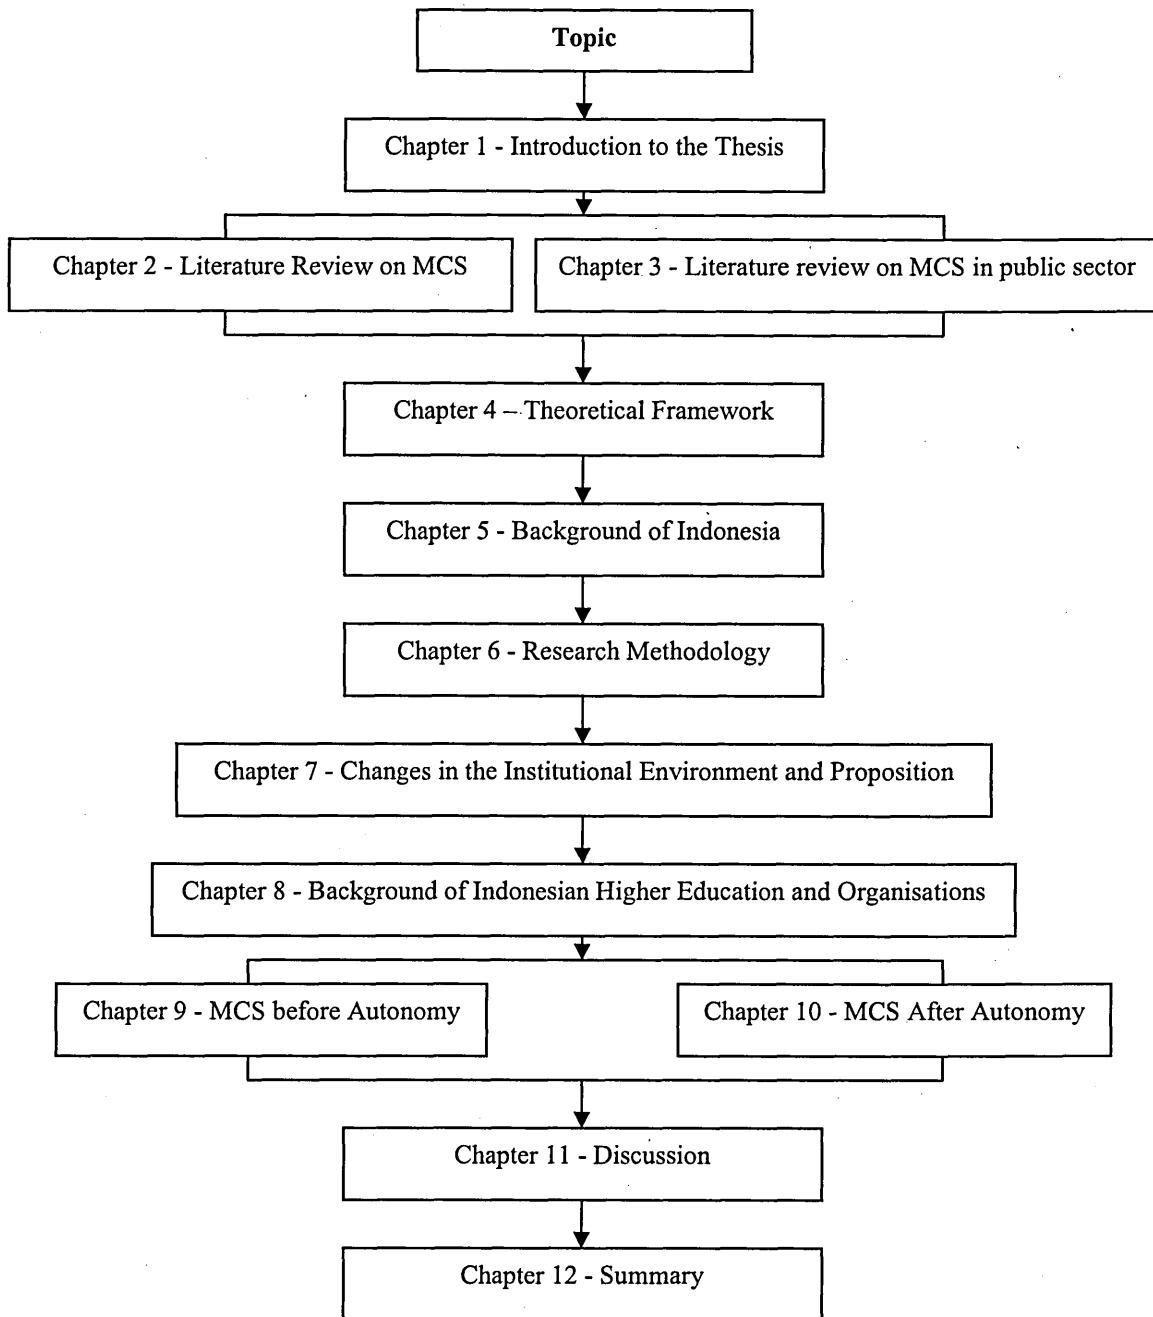 Topic
Chapter 1 - Introduction to the Thesis
Chapter 2 - Literature Review on MCS
Chapter 3 - Literature review on MCS in public sector
Chapter 4 – Theoretical Framework
Chapter 5 - Background of Indonesia
Chapter 6 - Research Methodology
Chapter 7 - Changes in the Institutional Environment and Proposition
Chapter 8 - Background of Indonesian Higher Education and Organisations
Chapter 9 - MCS before Autonomy
Chapter 10 - MCS After Autonomy
Chapter 11 - Discussion
Chapter 12 - Summary